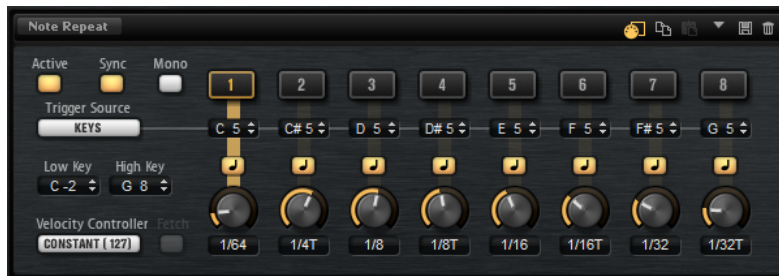 Note Repeat
Active Sync Mono
1 2 3 4 5 6 7 8
Trigger Source
KEYS C 5 C# 5 D 5 D# 5 E 5 F 5 F# 5 G 5
Low Key High Key
C -2 G 8
Velocity Controller Fetch
CONSTANT ( 127) 1/64 1/4T 1/8 1/8T 1/16 1/16T 1/32 1/32T